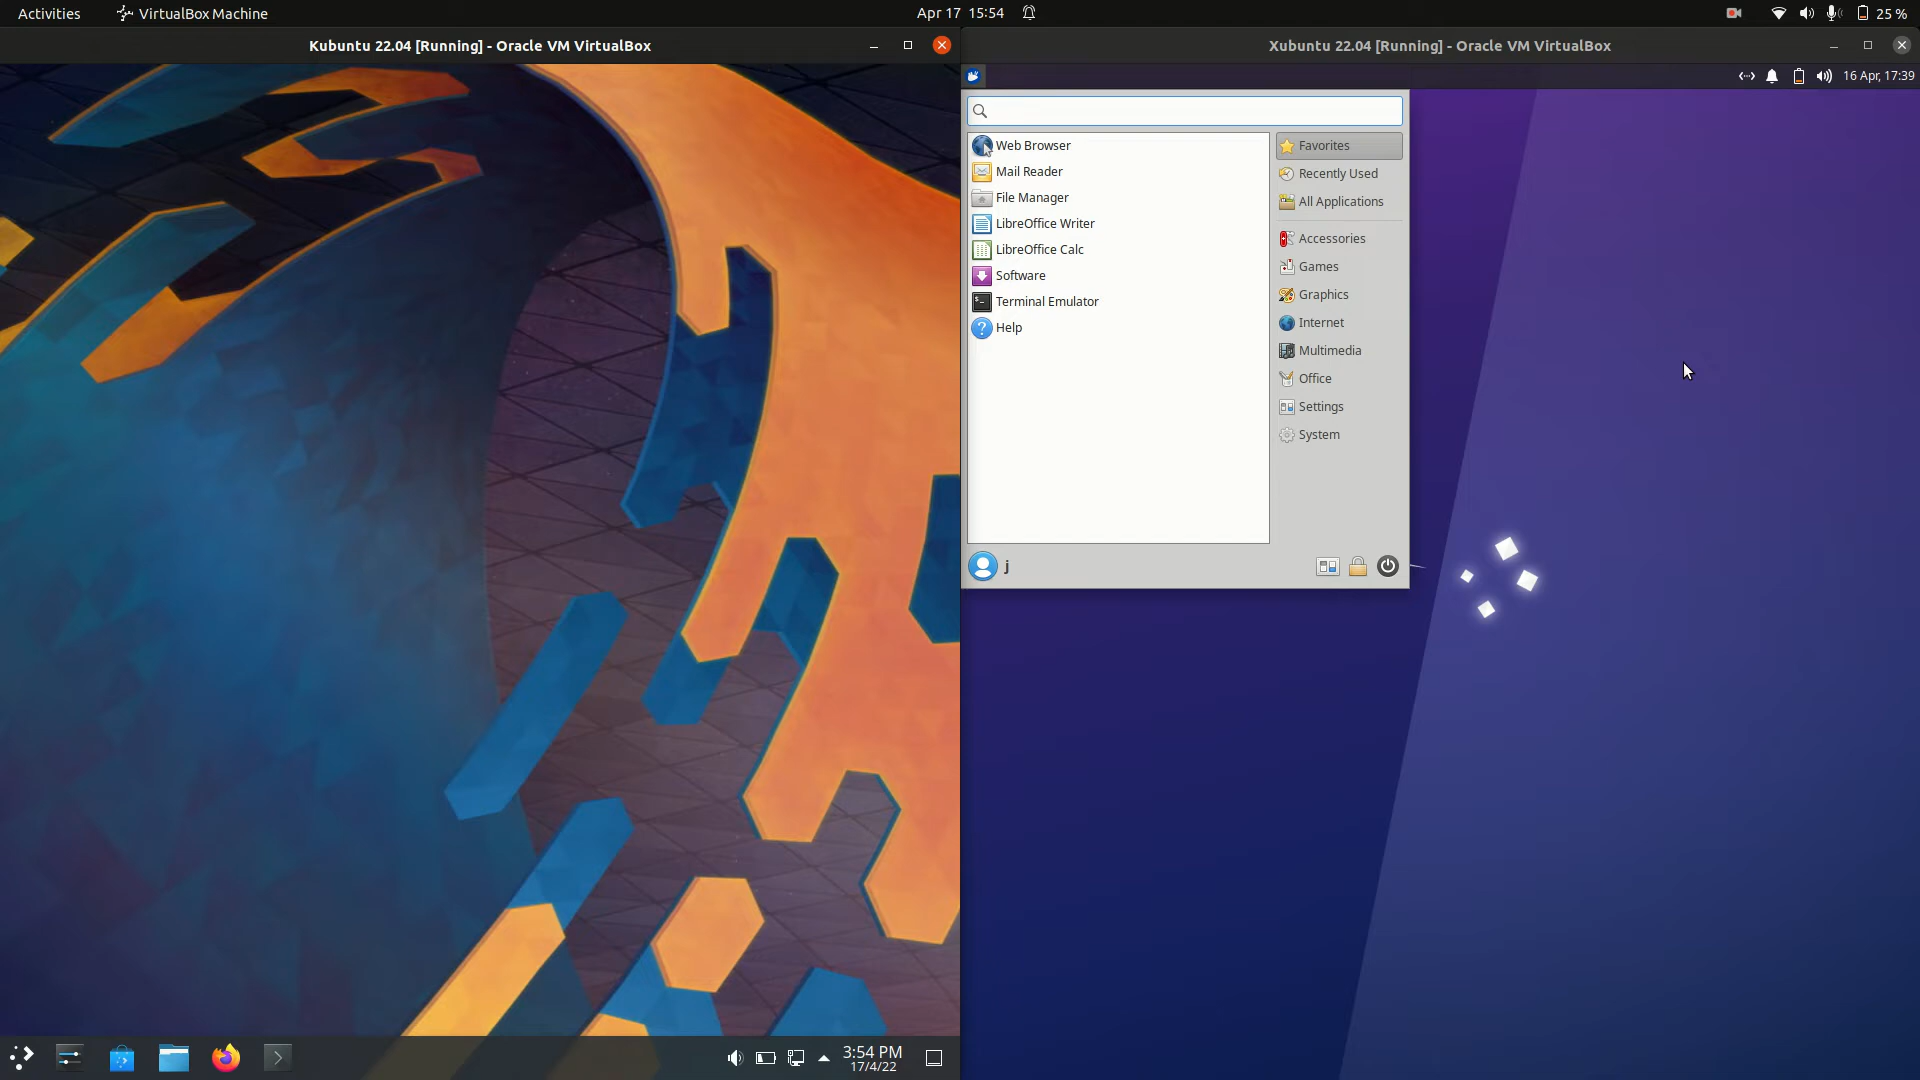 Activities
VirtualBox Machine
Apr 17 15:54
25 %
Kubuntu 22.04 [Running] - Oracle VM VirtualBox
Xubuntu 22.04 [Running] - Oracle VM VirtualBox
16 Apr, 17:39
Web Browser
Mail Reader
File Manager
LibreOffice Writer
LibreOffice Calc
Software
Terminal Emulator
Help
Favorites
Recently Used
All Applications
Accessories
Games
Graphics
Internet
Multimedia
Office
Settings
System
j
3:54 PM
17/4/22